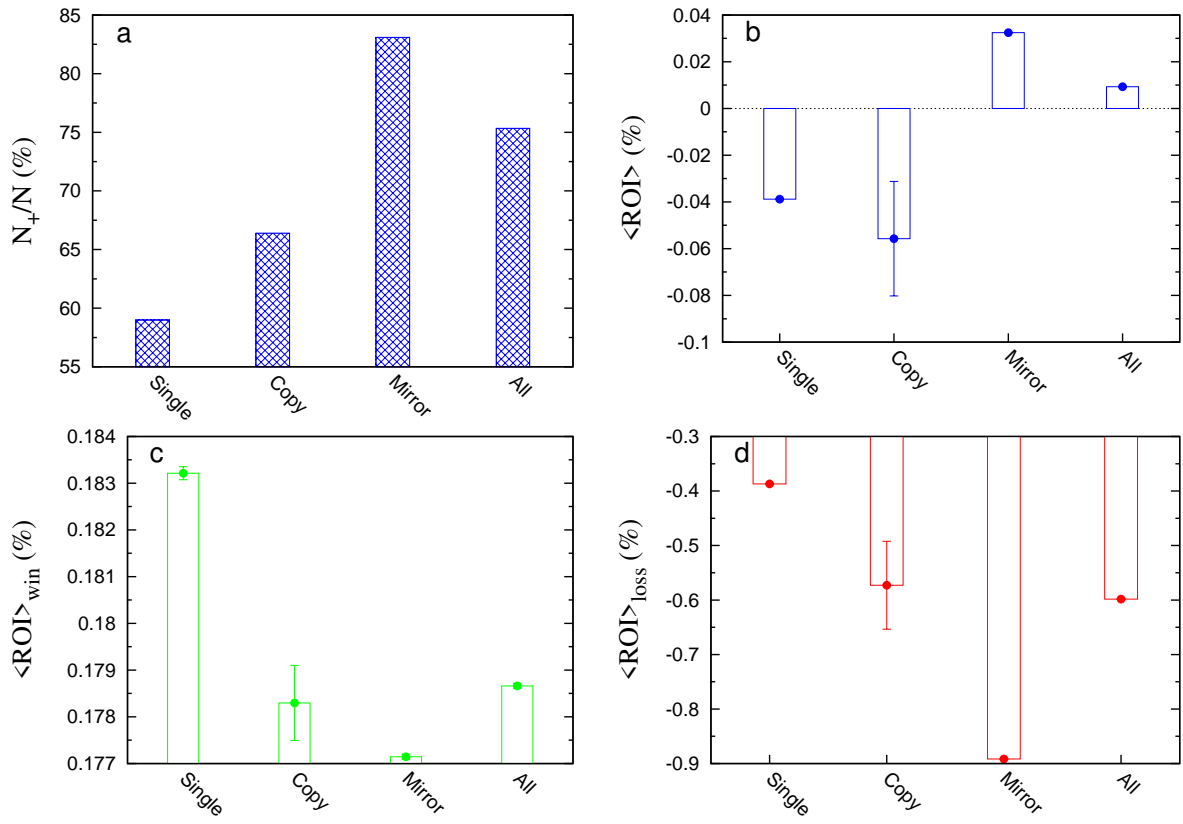 a
N+/N (%)
85
80
75
70
65
60
55
Single
Copy
Mirror
All
b
<ROI> (%)
0.04
0.02
0
-0.02
-0.04
-0.06
-0.08
-0.1
Single
Copy
Mirror
All
c
<ROI>win (%)
0.184
0.183
0.182
0.181
0.18
0.179
0.178
0.177
Single
Copy
Mirror
All
d
<ROI>loss (%)
-0.3
-0.4
-0.5
-0.6
-0.7
-0.8
-0.9
Single
Copy
Mirror
All